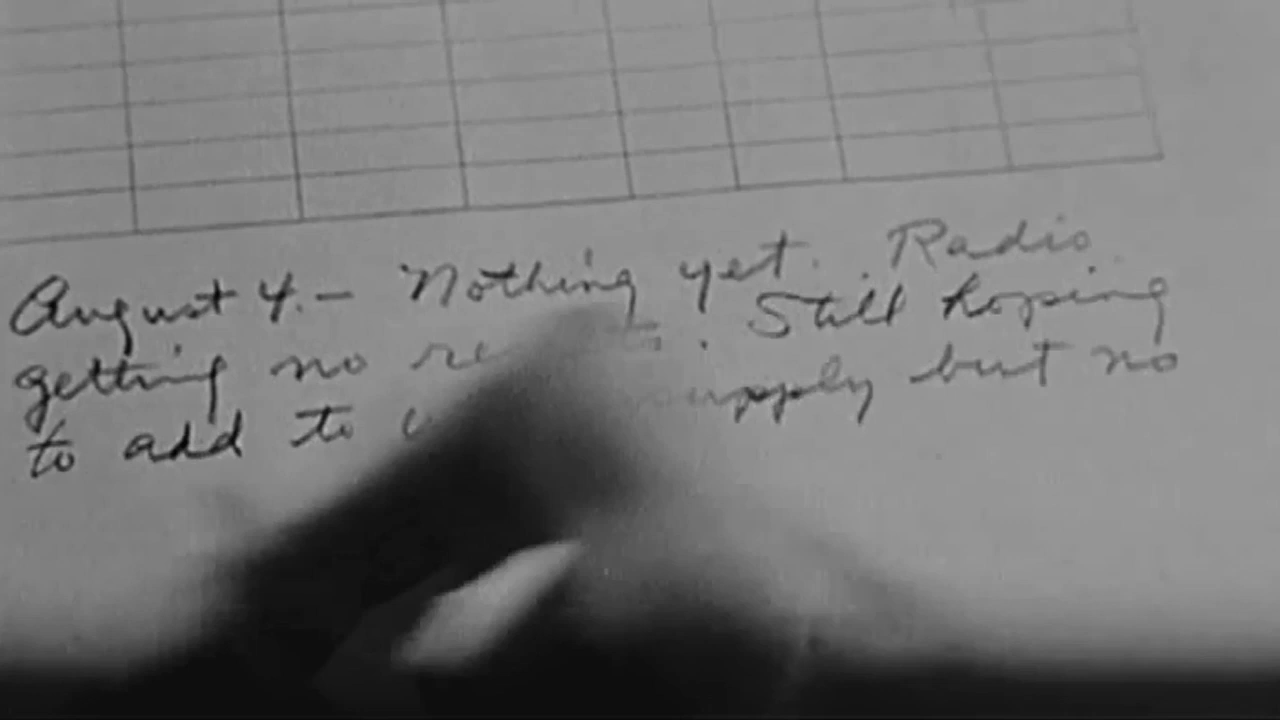 August 4. — Nothing yet. Radio
getting no . Still hoping
to add to supply but no